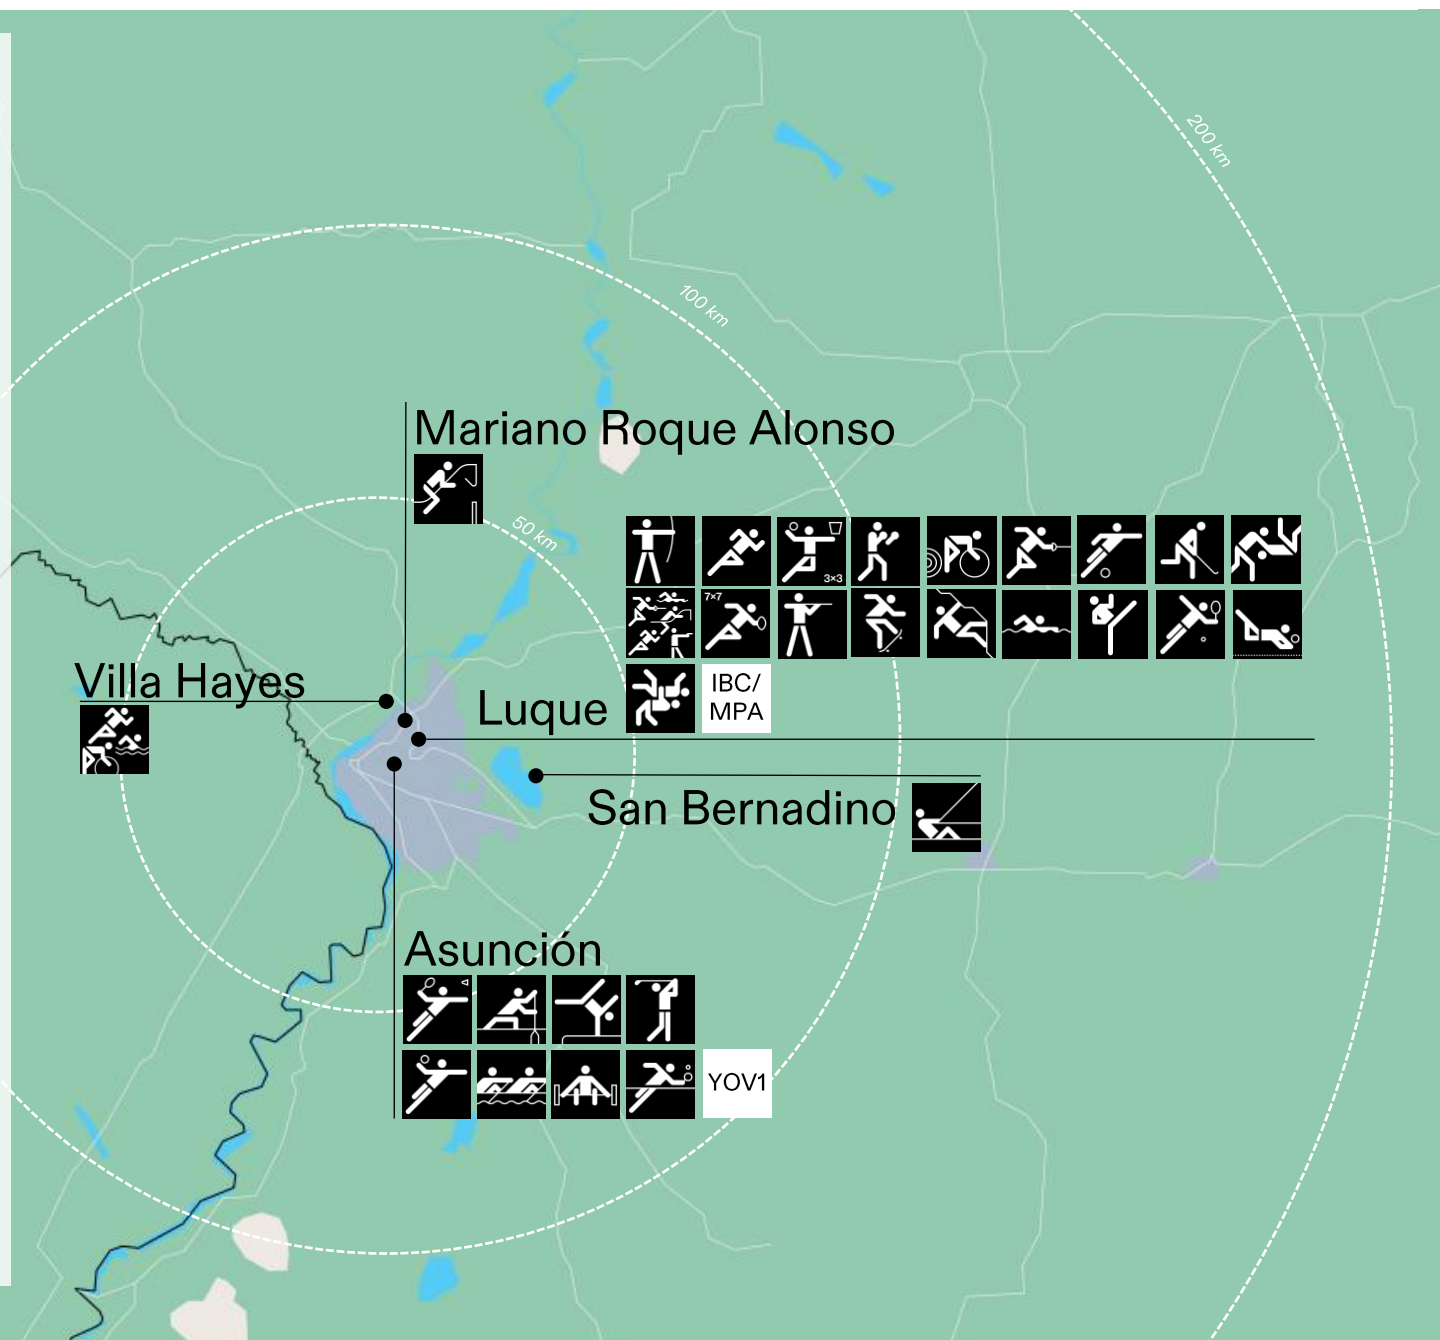 200 km
100 km
Mariano Roque Alonso
50 km
3×3
7×7
Villa Hayes
Luque
IBC/
MPA
San Bernadino
Asunción
YOV1